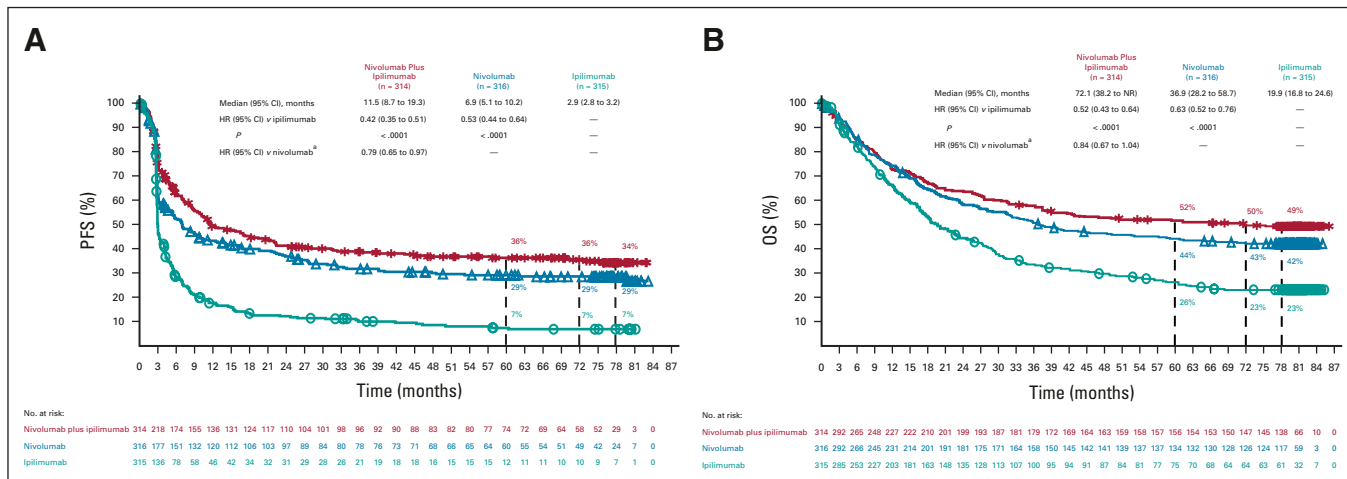 A
Nivolumab Plus
Ipilimumab
(n = 314)
Nivolumab
(n = 316)
Ipilimumab
(n = 315)
Median (95% CI), months 11.5 (8.7 to 19.3) 6.9 (5.1 to 10.2) 2.9 (2.8 to 3.2)
HR (95% CI) v ipilimumab 0.42 (0.35 to 0.51) 0.53 (0.44 to 0.64) —
P < .0001 < .0001 —
HR (95% CI) v nivolumaba 0.79 (0.65 to 0.97) — —
PFS (%)
100
90
80
70
60
50
40
30
20
10
36% 36% 34%
29% 29% 29%
7% 7% 7%
0 3 6 9 12 15 18 21 24 27 30 33 36 39 42 45 48 51 54 57 60 63 66 69 72 75 78 81 84 87
Time (months)
No. at risk:
Nivolumab plus ipilimumab 314 218 174 155 136 131 124 117 110 104 101 98 96 92 90 88 83 82 80 77 74 72 69 64 58 52 29 3 0
Nivolumab 316 177 151 132 120 112 106 103 97 89 84 80 78 76 73 71 68 66 65 64 60 55 54 51 49 42 24 7 0
Ipilimumab 315 136 78 58 46 42 34 32 31 29 28 26 21 19 18 18 16 15 15 15 12 11 11 10 10 9 7 1 0
B
Nivolumab Plus
Ipilimumab
(n = 314)
Nivolumab
(n = 316)
Ipilimumab
(n = 315)
Median (95% CI), months 72.1 (38.2 to NR) 36.9 (28.2 to 58.7) 19.9 (16.8 to 24.6)
HR (95% CI) v ipilimumab 0.52 (0.43 to 0.64) 0.63 (0.52 to 0.76) —
P < .0001 < .0001 —
HR (95% CI) v nivolumaba 0.84 (0.67 to 1.04) — —
OS (%)
100
90
80
70
60
50
40
30
20
10
52% 50% 49%
44% 43% 42%
26% 23% 23%
0 3 6 9 12 15 18 21 24 27 30 33 36 39 42 45 48 51 54 57 60 63 66 69 72 75 78 81 84 87
Time (months)
No. at risk:
Nivolumab plus ipilimumab 314 292 265 248 227 222 210 201 199 193 187 181 179 172 169 164 163 159 158 157 156 154 153 150 147 145 138 66 10 0
Nivolumab 316 292 266 245 231 214 201 191 181 175 171 164 158 150 145 142 141 139 137 137 134 132 130 128 126 124 117 59 3 0
Ipilimumab 315 285 253 227 203 181 163 148 135 128 113 107 100 95 94 91 87 84 81 77 75 70 68 64 64 63 61 32 7 0